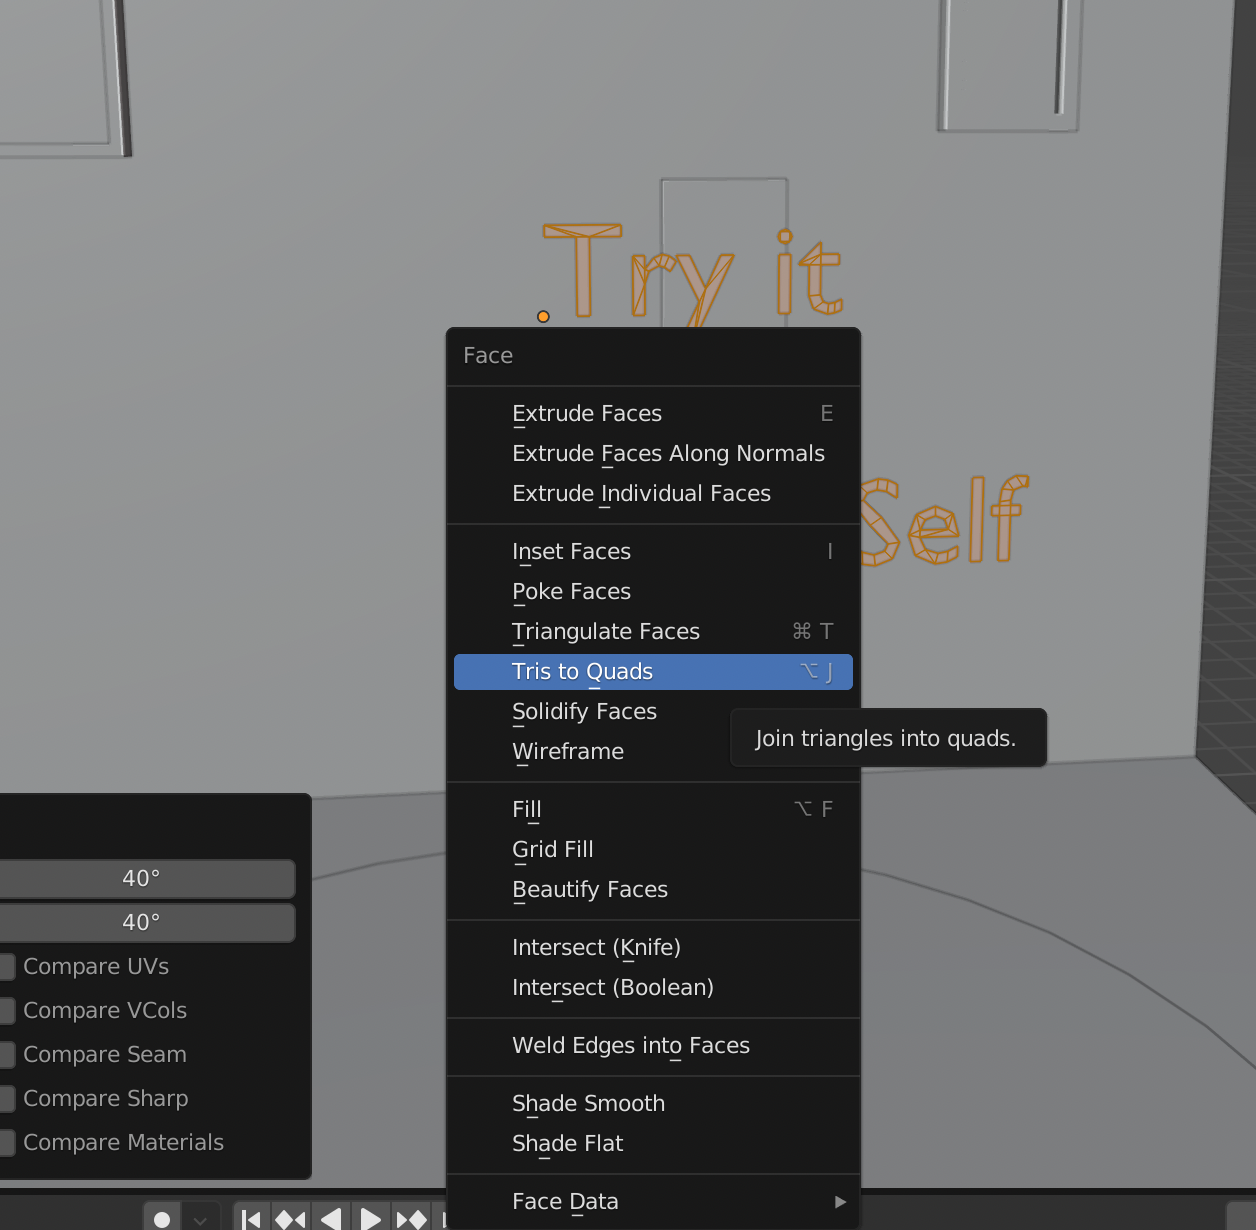 Try it
Self
Face
Extrude Faces E
Extrude Faces Along Normals
Extrude Individual Faces
Inset Faces I
Poke Faces
Triangulate Faces ⌘ T
Tris to Quads ⌥ J
Solidify Faces
Join triangles into quads.
Wireframe
Fill ⌥ F
Grid Fill
Beautify Faces
Intersect (Knife)
Intersect (Boolean)
Weld Edges into Faces
Shade Smooth
Shade Flat
Face Data
40°
40°
Compare UVs
Compare VCols
Compare Seam
Compare Sharp
Compare Materials